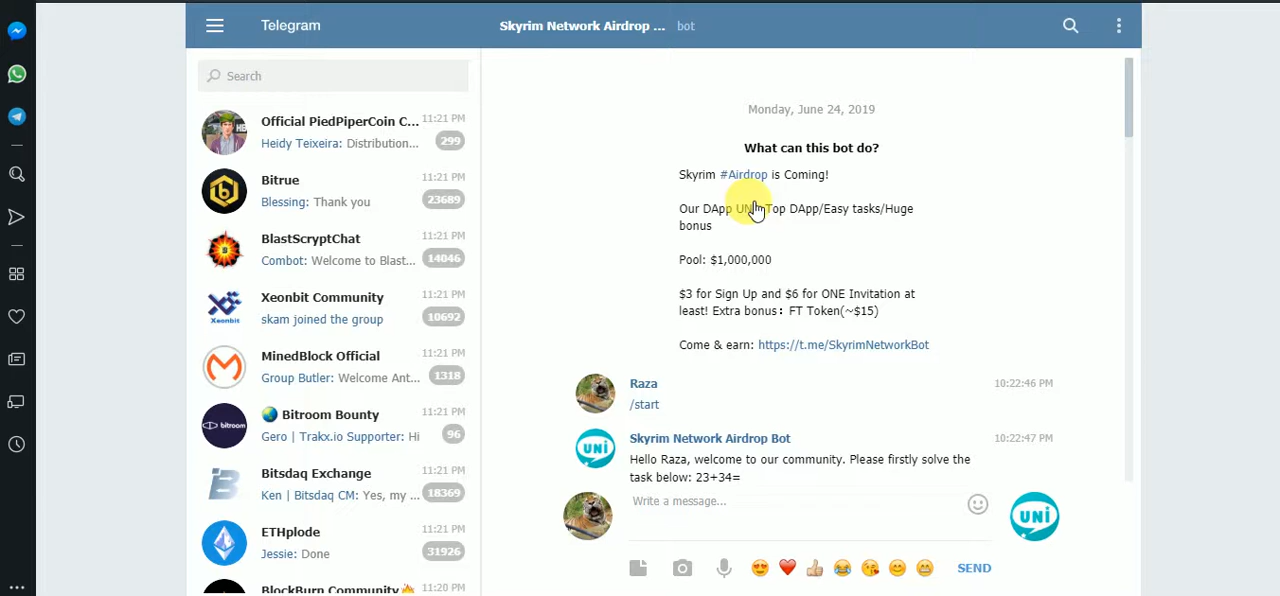 Telegram
Skyrim Network Airdrop ... bot
Search
Official PiedPiperCoin C... 11:21 PM
Heidy Teixeira: Distribution... 299
Bitrue 11:21 PM
Blessing: Thank you 23689
BlastScryptChat 11:21 PM
Combot: Welcome to Blast... 14046
Xeonbit Community 11:21 PM
skam joined the group 10692
Xeonbit
MinedBlock Official 11:21 PM
Group Butler: Welcome Ant... 1318
Bitroom Bounty 11:21 PM
Gero | Trakx.io Supporter: Hi 96
bitroom
Bitsdaq Exchange 11:21 PM
Ken | Bitsdaq CM: Yes, my ... 18369
ETHplode 11:21 PM
Jessie: Done 31926
BlockBurn Community🔥 11:20 PM
Monday, June 24, 2019
What can this bot do?
Skyrim #Airdrop is Coming!
Our DApp UNI-Top DApp/Easy tasks/Huge
bonus
Pool: $1,000,000
$3 for Sign Up and $6 for ONE Invitation at
least! Extra bonus: FT Token(~$15)
Come & earn: https://t.me/SkyrimNetworkBot
Raza 10:22:46 PM
/start
Skyrim Network Airdrop Bot 10:22:47 PM
UNI
Hello Raza, welcome to our community. Please firstly solve the
task below: 23+34=
Write a message...
UNI
SEND